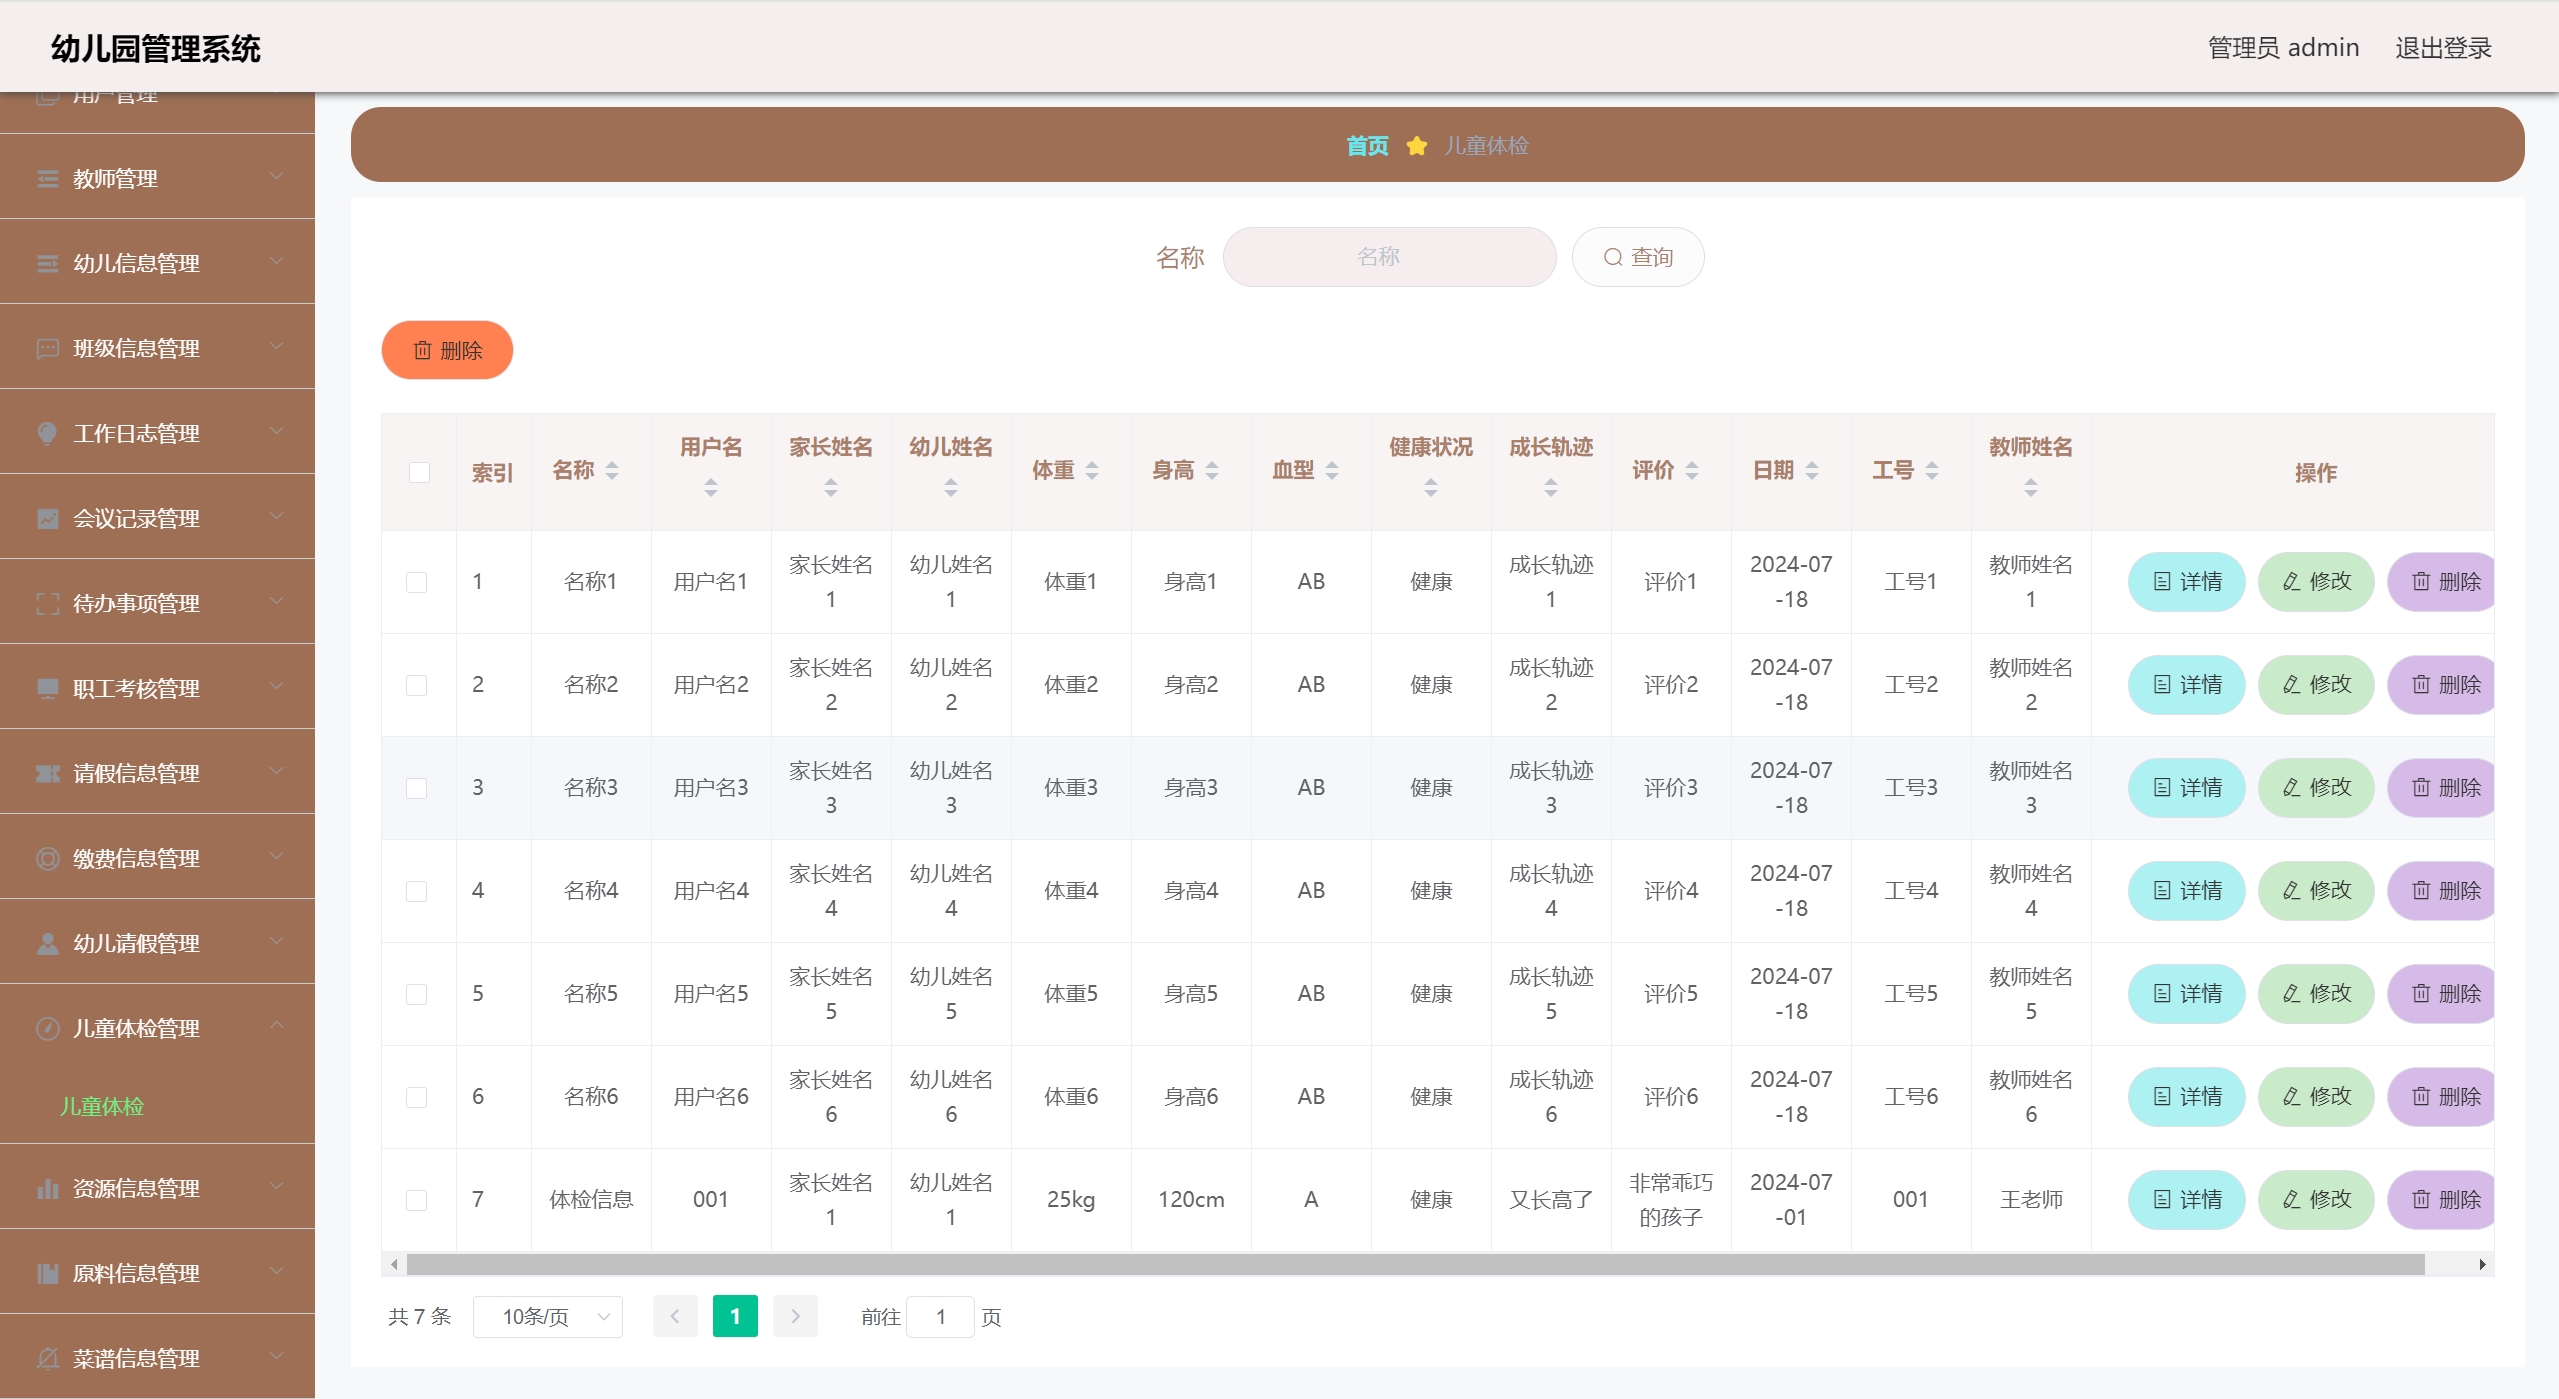 幼儿园管理系统
管理员 admin
退出登录
用户管理
教师管理
幼儿信息管理
班级信息管理
工作日志管理
会议记录管理
待办事项管理
职工考核管理
请假信息管理
缴费信息管理
幼儿请假管理
儿童体检管理
儿童体检
资源信息管理
原料信息管理
菜谱信息管理
首页 儿童体检
名称 名称 查询
删除
索引 名称 用户名 家长姓名 幼儿姓名 体重 身高 血型 健康状况 成长轨迹 评价 日期 工号 教师姓名 操作
1 名称1 用户名1 家长姓名1 幼儿姓名1 体重1 身高1 AB 健康 成长轨迹1 评价1 2024-07-18 工号1 教师姓名1 详情 修改 删除
2 名称2 用户名2 家长姓名2 幼儿姓名2 体重2 身高2 AB 健康 成长轨迹2 评价2 2024-07-18 工号2 教师姓名2 详情 修改 删除
3 名称3 用户名3 家长姓名3 幼儿姓名3 体重3 身高3 AB 健康 成长轨迹3 评价3 2024-07-18 工号3 教师姓名3 详情 修改 删除
4 名称4 用户名4 家长姓名4 幼儿姓名4 体重4 身高4 AB 健康 成长轨迹4 评价4 2024-07-18 工号4 教师姓名4 详情 修改 删除
5 名称5 用户名5 家长姓名5 幼儿姓名5 体重5 身高5 AB 健康 成长轨迹5 评价5 2024-07-18 工号5 教师姓名5 详情 修改 删除
6 名称6 用户名6 家长姓名6 幼儿姓名6 体重6 身高6 AB 健康 成长轨迹6 评价6 2024-07-18 工号6 教师姓名6 详情 修改 删除
7 体检信息 001 家长姓名1 幼儿姓名1 25kg 120cm A 健康 又长高了 非常乖巧的孩子 2024-07-01 001 王老师 详情 修改 删除
共 7 条 10条/页 1 前往 1 页